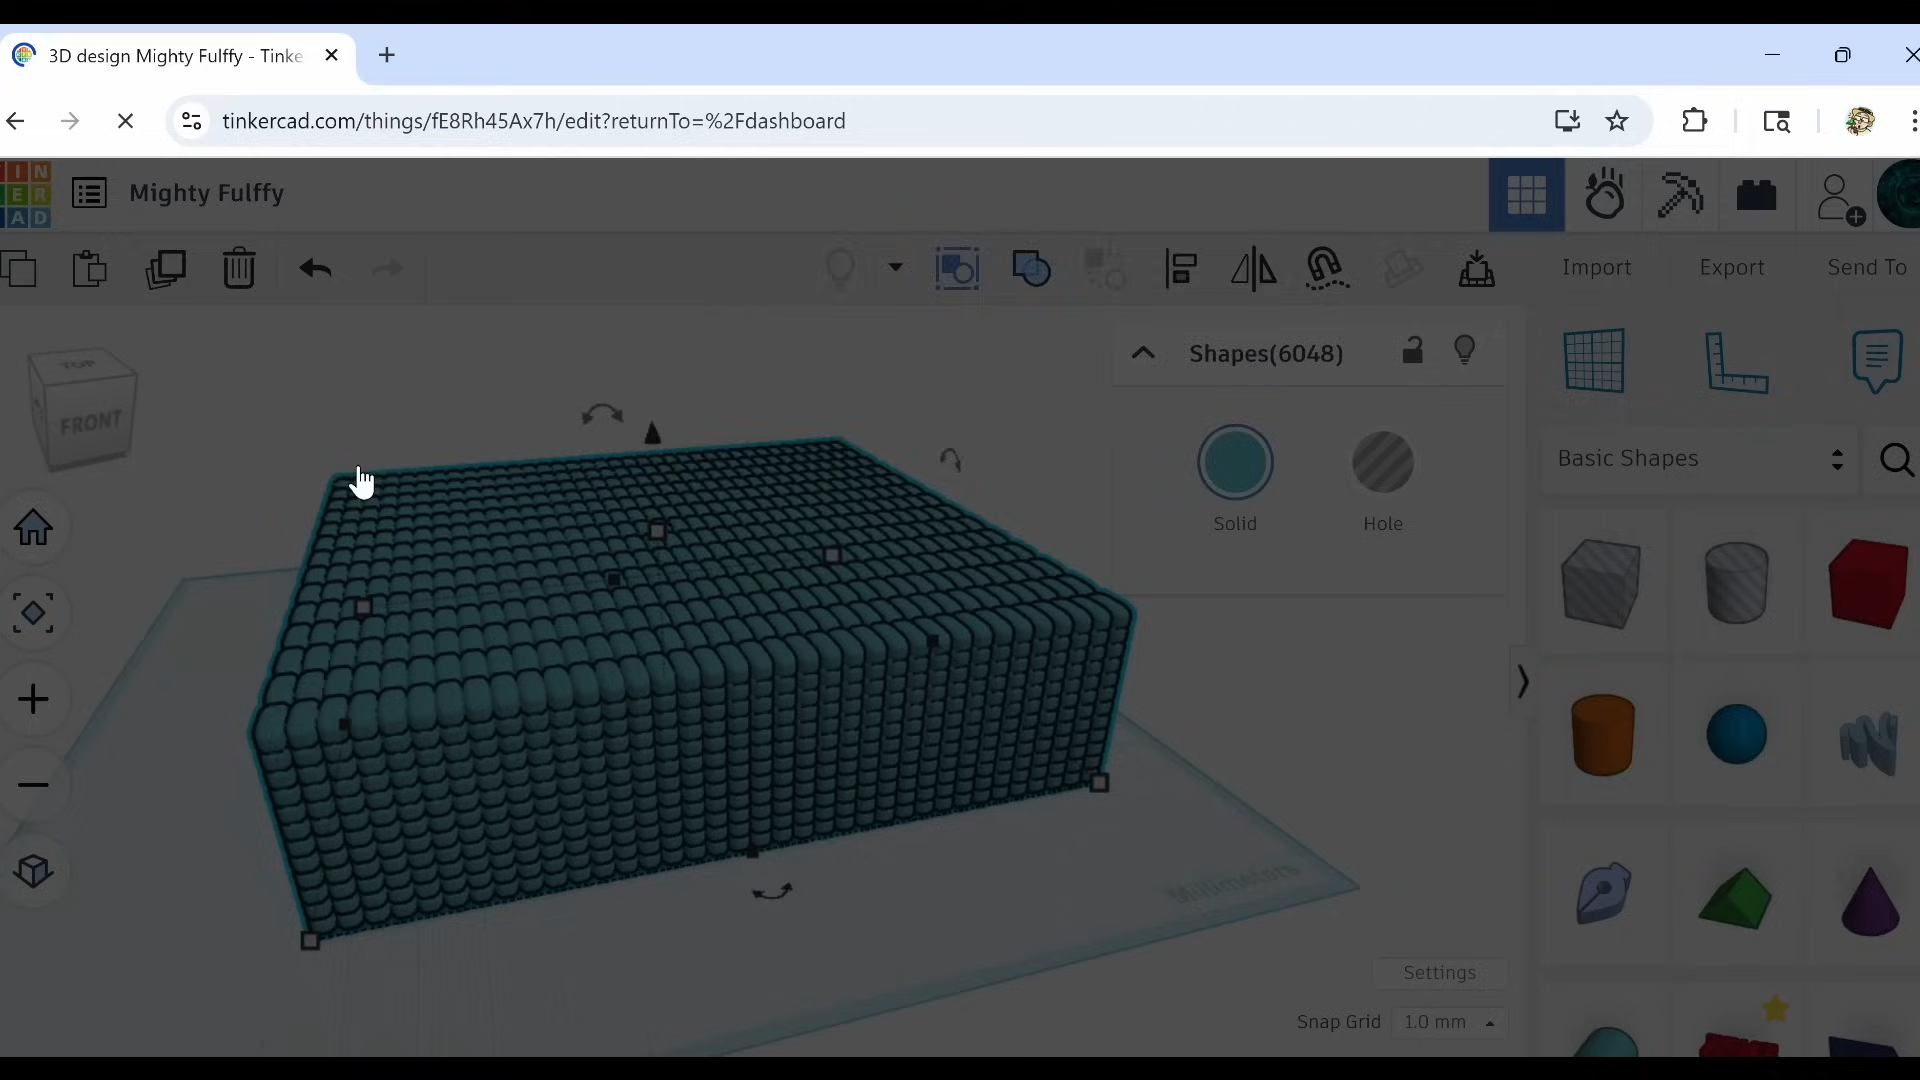 3D design Mighty Fulffy - Tinke
tinkercad.com/things/fE8Rh45Ax7h/edit?returnTo=%2Fdashboard
TIN
KER
CAD
Mighty Fulffy
Import
Export
Send To
Shapes(6048)
TOP
FRONT
Solid
Hole
Basic Shapes
Millimeters
Settings
Snap Grid 1.0 mm